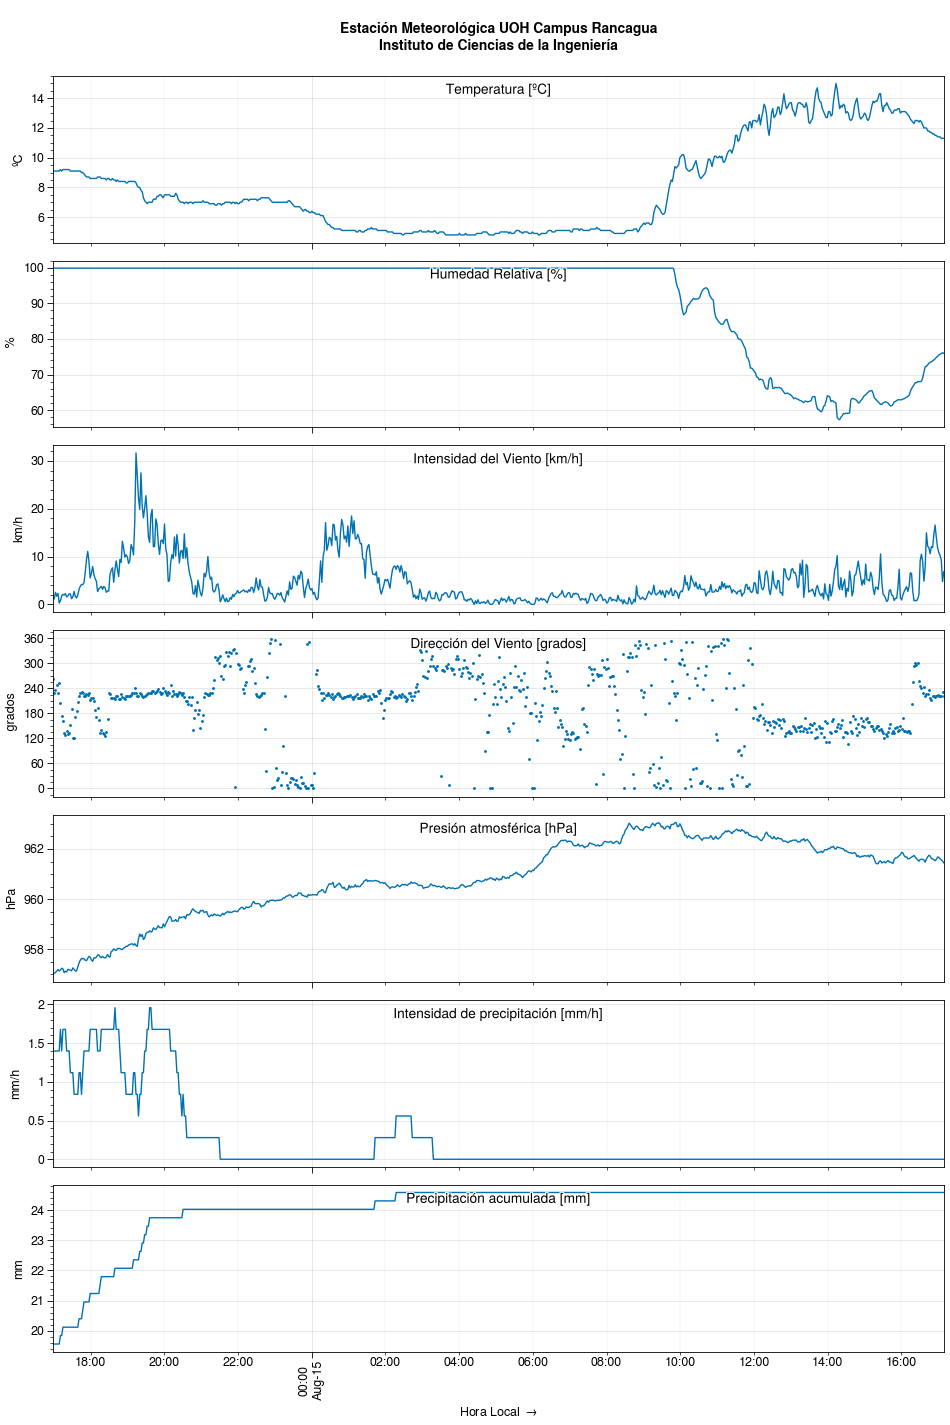 Estación Meteorológica UOH Campus Rancagua
Instituto de Ciencias de la Ingeniería
Temperatura [ºC]
ºC
14
12
10
8
6
Humedad Relativa [%]
%
100
90
80
70
60
Intensidad del Viento [km/h]
km/h
30
20
10
0
Dirección del Viento [grados]
grados
360
300
240
180
120
60
0
Presión atmosférica [hPa]
hPa
962
960
958
Intensidad de precipitación [mm/h]
mm/h
2
1.5
1
0.5
0
Precipitación acumulada [mm]
mm
24
23
22
21
20
18:00 20:00 22:00 00:00 02:00 04:00 06:00 08:00 10:00 12:00 14:00 16:00
Aug-15
Hora Local →